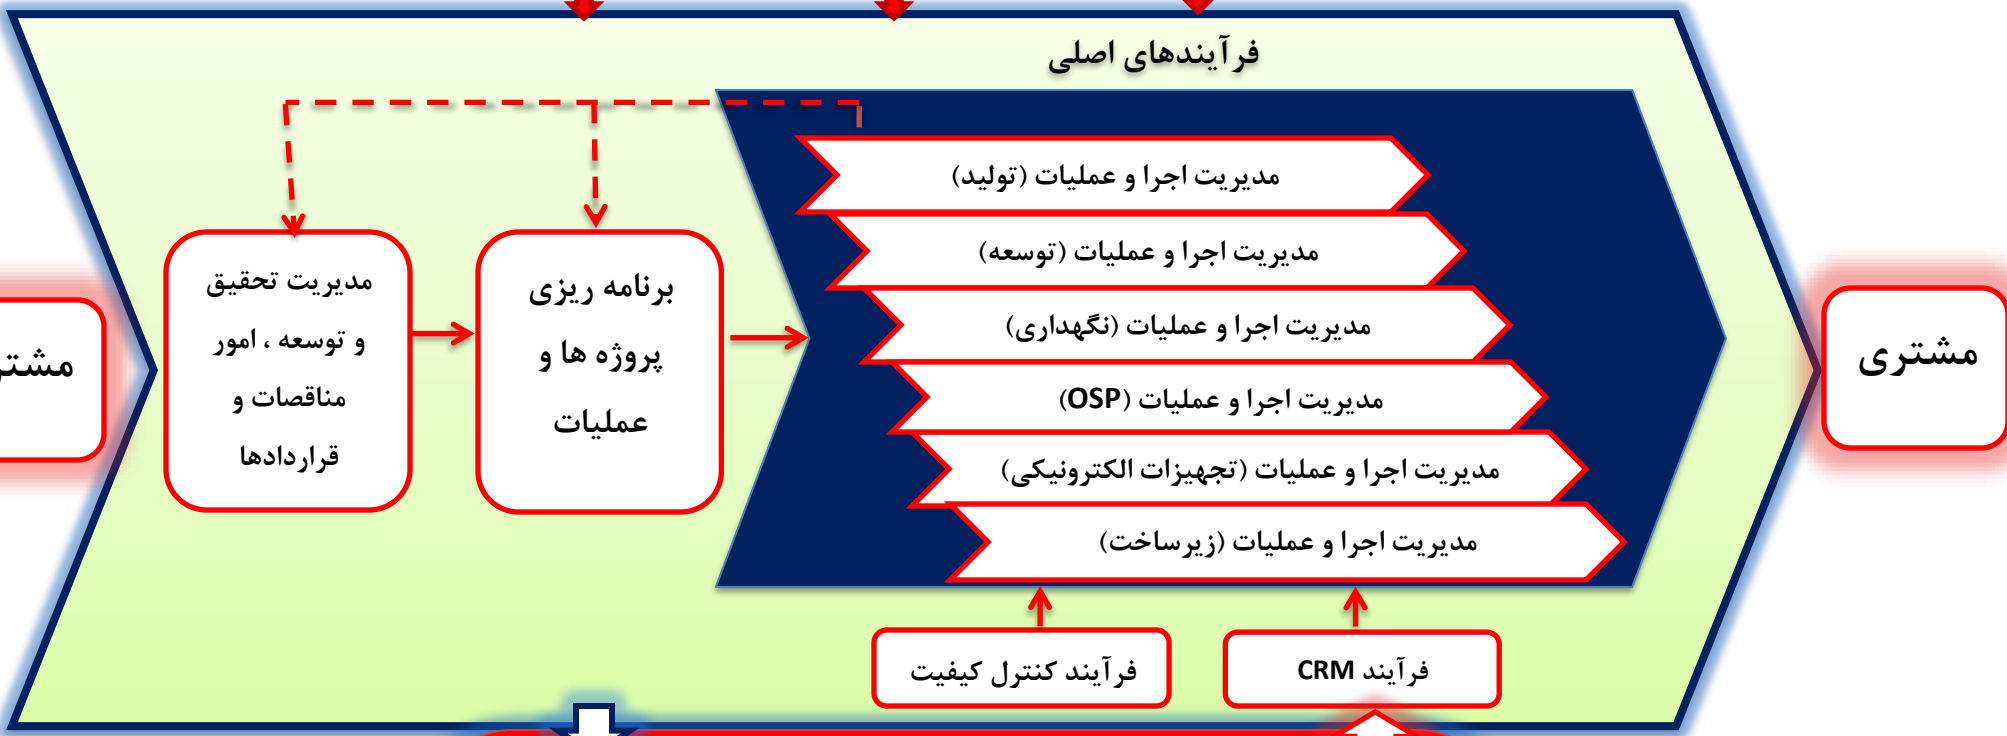 فرآیندهای اصلی
مدیریت اجرا و عملیات (تولید)
مدیریت اجرا و عملیات (توسعه)
مدیریت اجرا و عملیات (نگهداری)
مدیریت اجرا و عملیات (OSP)
مدیریت اجرا و عملیات (تجهیزات الکترونیکی)
مدیریت اجرا و عملیات (زیرساخت)
برنامه ریزی
پروژه ها و
عملیات
مدیریت تحقیق
و توسعه ، امور
مناقصات و
قراردادها
مشتری
فرآیند CRM
فرآیند کنترل کیفیت